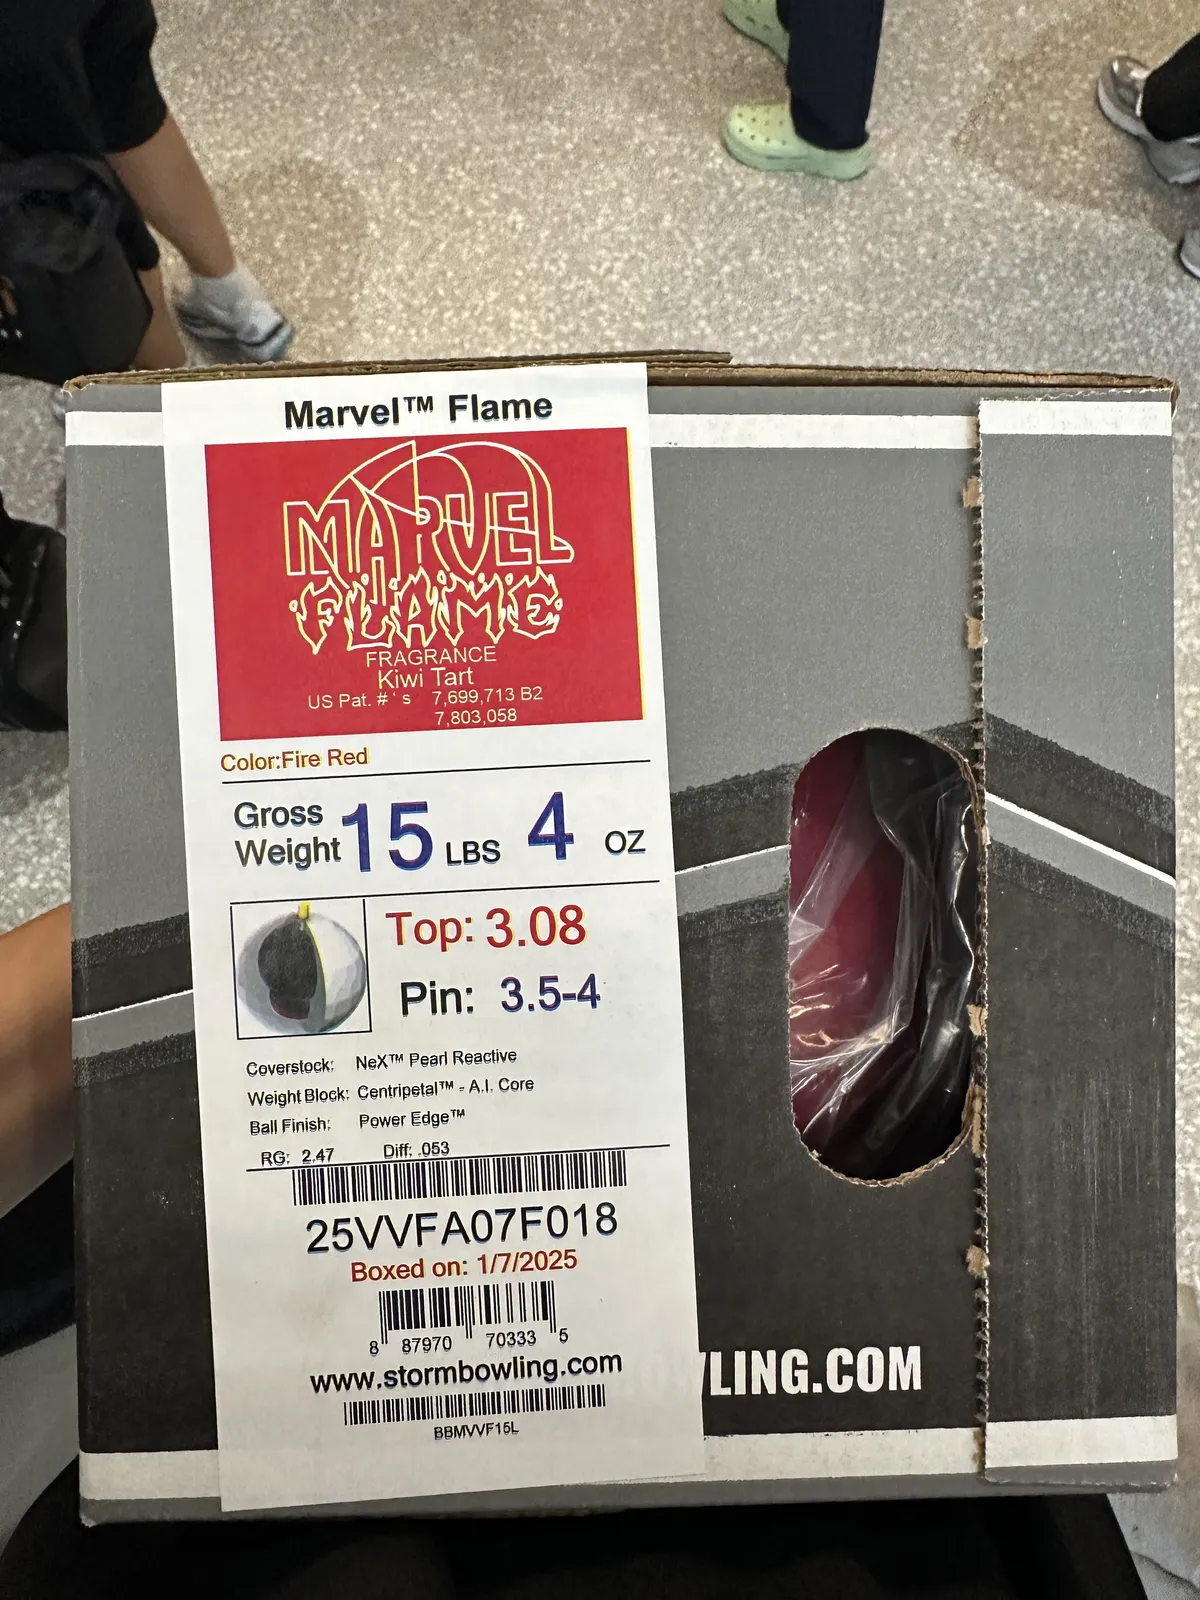 Marvel™ Flame
MARVEL
FLAME
FRAGRANCE
Kiwi Tart
US Pat. # ' s 7,699,713 B2
7,803,058
Color:Fire Red
Gross
Weight 15 LBS 4 OZ
Top: 3.08
Pin: 3.5-4
Coverstock: NeX™ Pearl Reactive
Weight Block: Centripetal™ - A.I. Core
Ball Finish: Power Edge™
RG: 2.47 Diff: .053
25VVFA07F018
Boxed on: 1/7/2025
8 87970 70333 5
www.stormbowling.com
BBMVVF15L
LING.COM